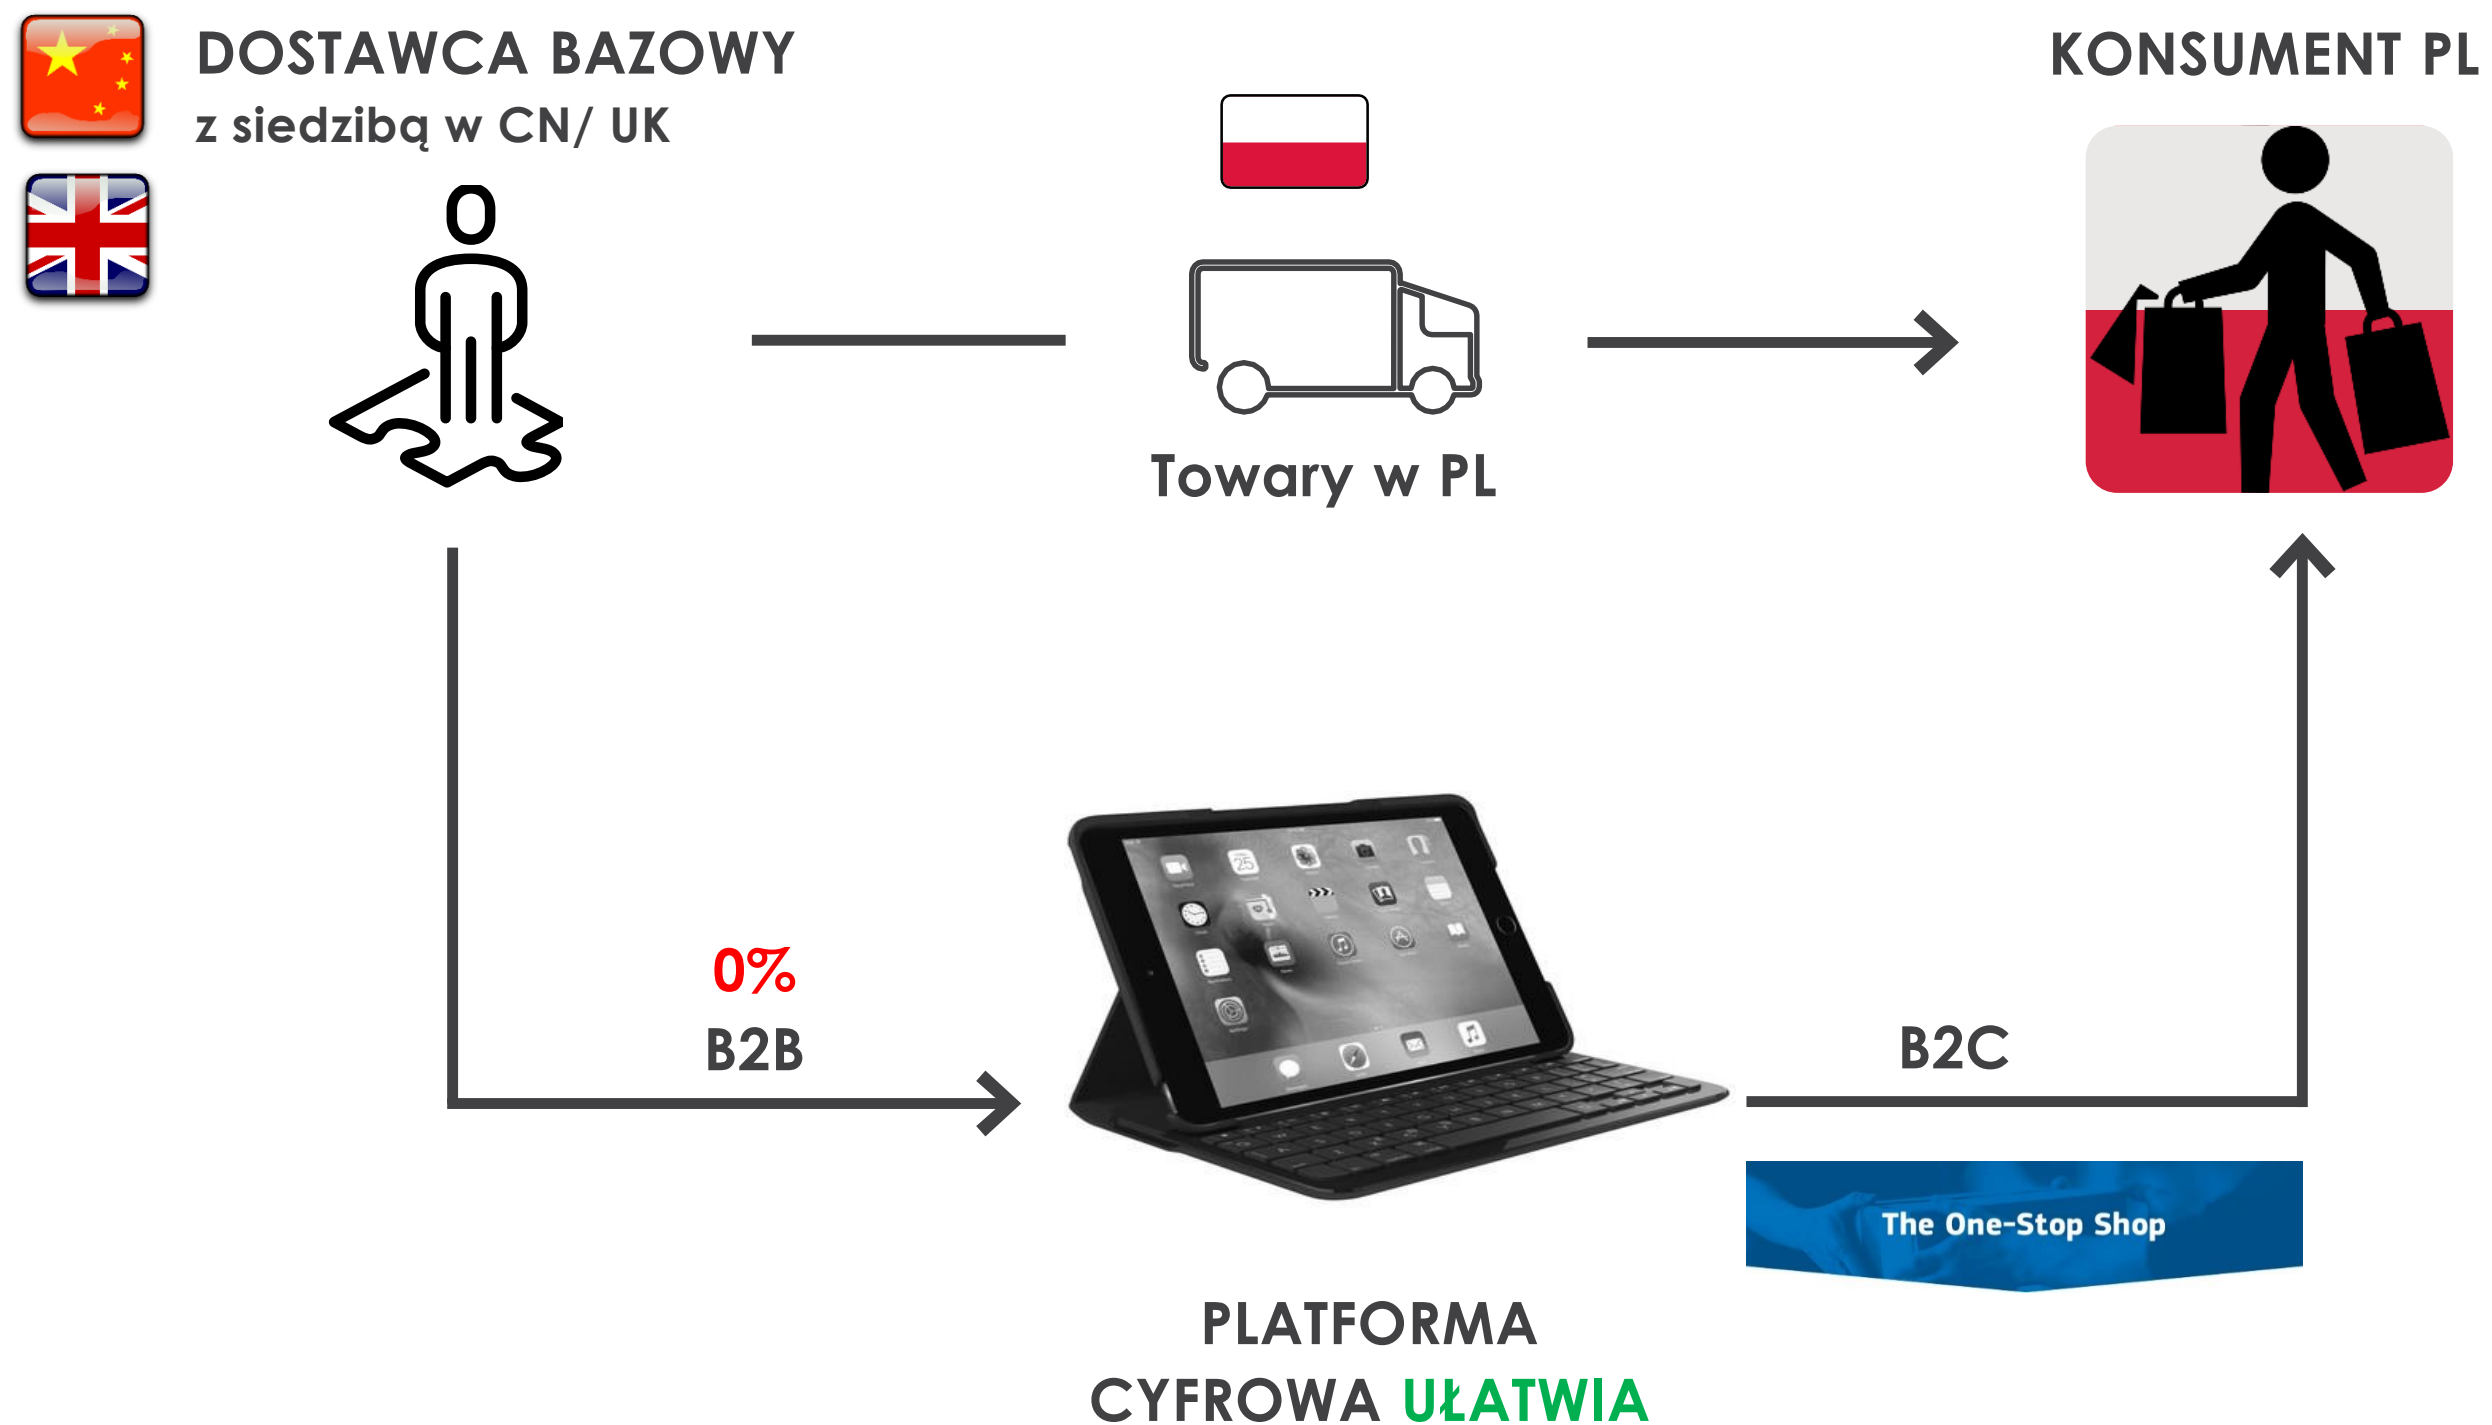 DOSTAWCA BAZOWY
z siedzibą w CN/ UK
KONSUMENT PL
Towary w PL
0%
B2B
25
B2C
The One-Stop Shop
PLATFORMA
CYFROWA UŁATWIA